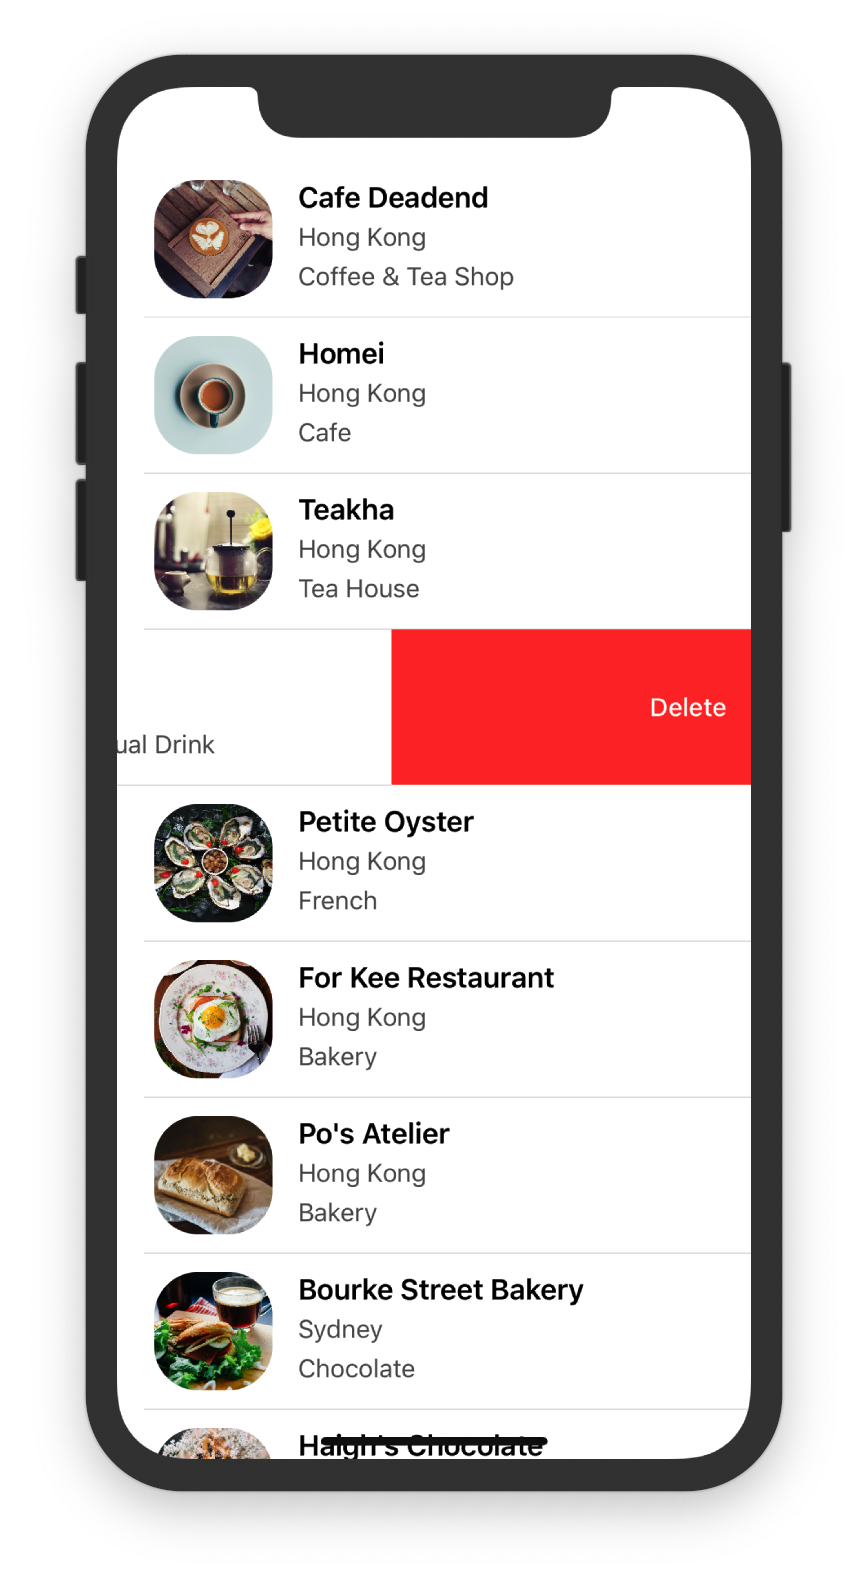 Cafe Deadend
Hong Kong
Coffee & Tea Shop
Homei
Hong Kong
Cafe
Teakha
Hong Kong
Tea House
Delete
ual Drink
Petite Oyster
Hong Kong
French
For Kee Restaurant
Hong Kong
Bakery
Po's Atelier
Hong Kong
Bakery
Bourke Street Bakery
Sydney
Chocolate
Haigh's Chocolate